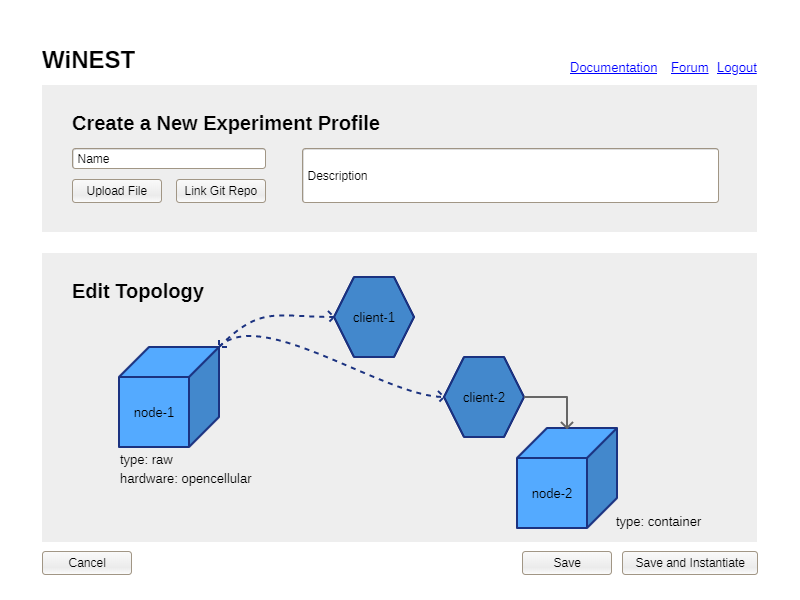 WiNEST
Documentation Forum Logout
Create a New Experiment Profile
Name
Description
Upload File
Link Git Repo
Edit Topology
client-1
client-2
node-1
type: raw
hardware: opencellular
node-2
type: container
Cancel
Save
Save and Instantiate